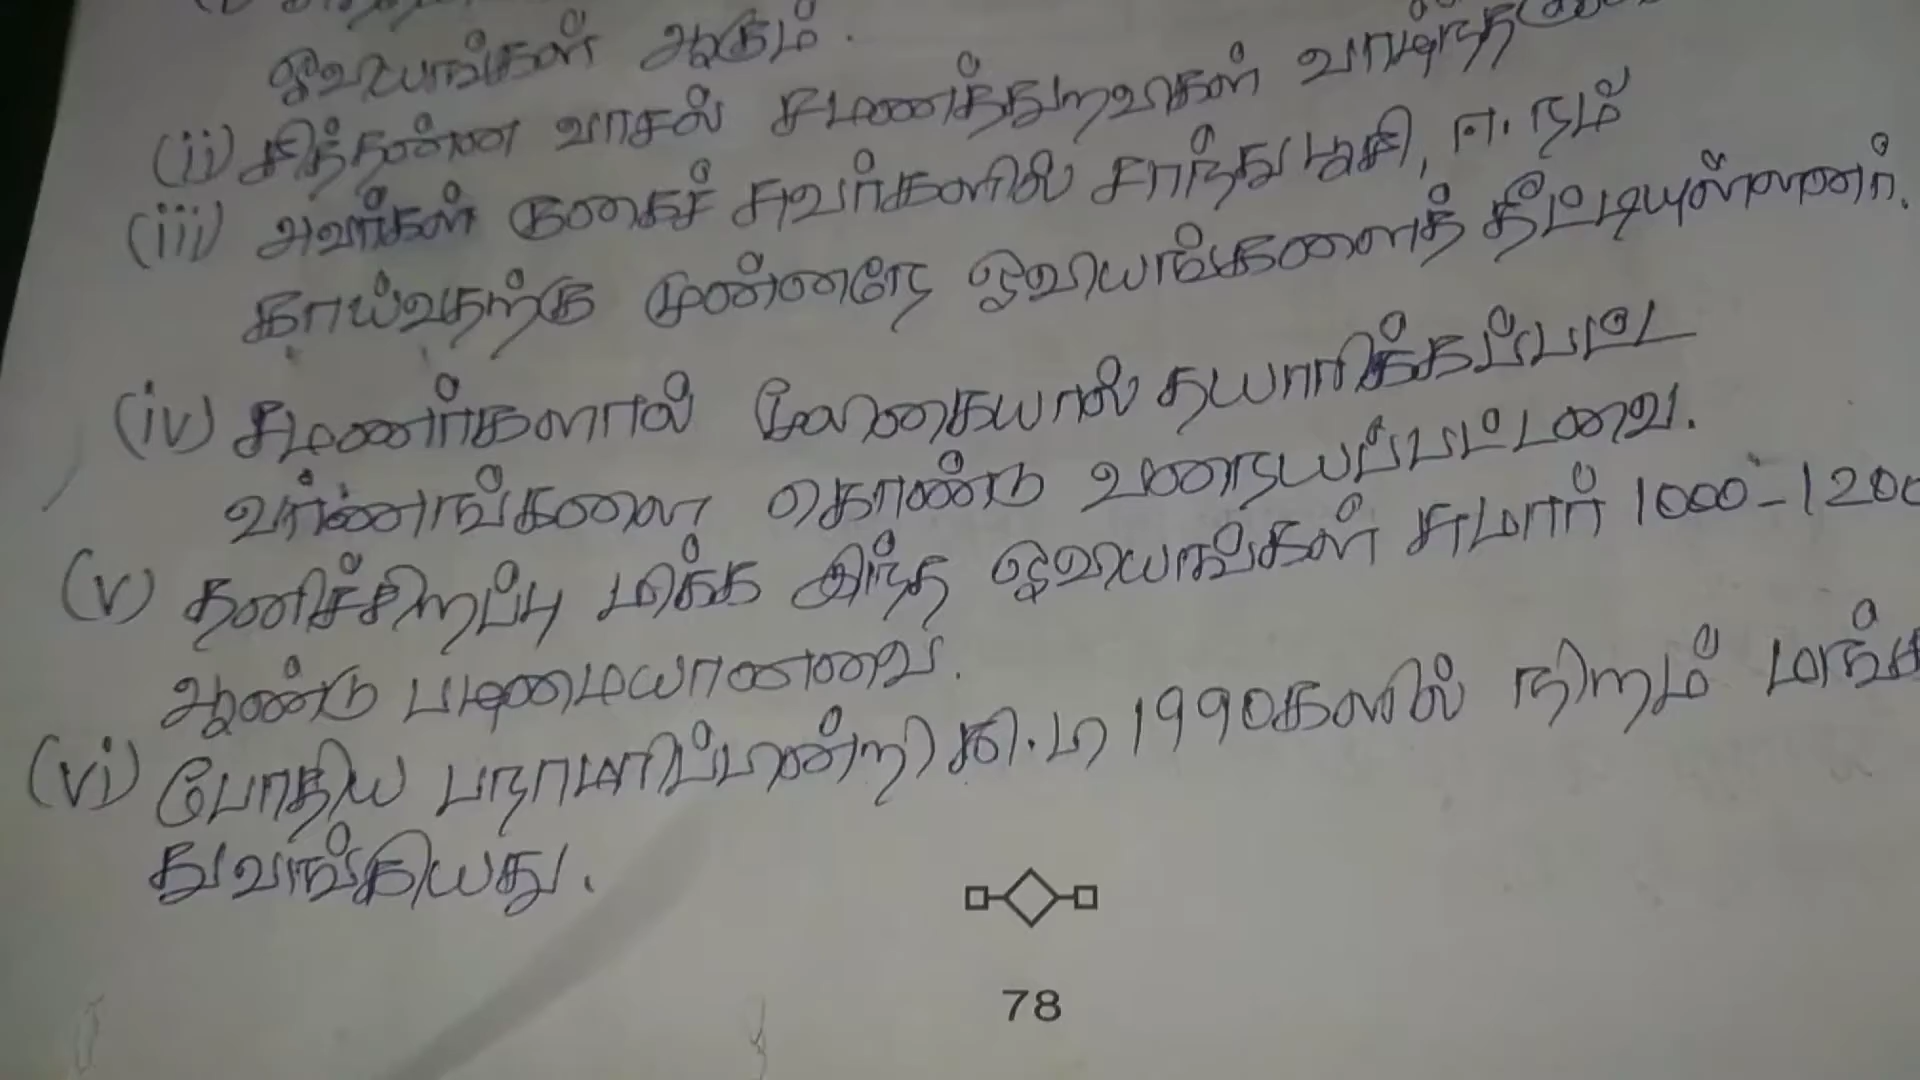 ஓவியங்கள் ஆகும்.
(ii) சித்தன்ன வாசல் சமணத்துறவிகள்
(iii) அவர்கள் குகைச் சுவர்களில் சாந்து பூசி, ஈரம்
காய்வதற்கு முன்னரே ஓவியங்களைத் தீட்டியுள்ளனர்.
(iv) சமணர்களால் மூலிகையால் தயாரிக்கப்பட்ட
வர்ணங்களை கொண்டு வரையப்பட்டவை.
(v) தனிச்சிறப்பு மிக்க இந்த ஓவியங்கள் சுமார் 1000-1200
ஆண்டு பழமையானவை.
(vi) போதிய பராமரிப்பின்றி கி.பி 1990களில் நிறம் மங்க
துவங்கியது.
78